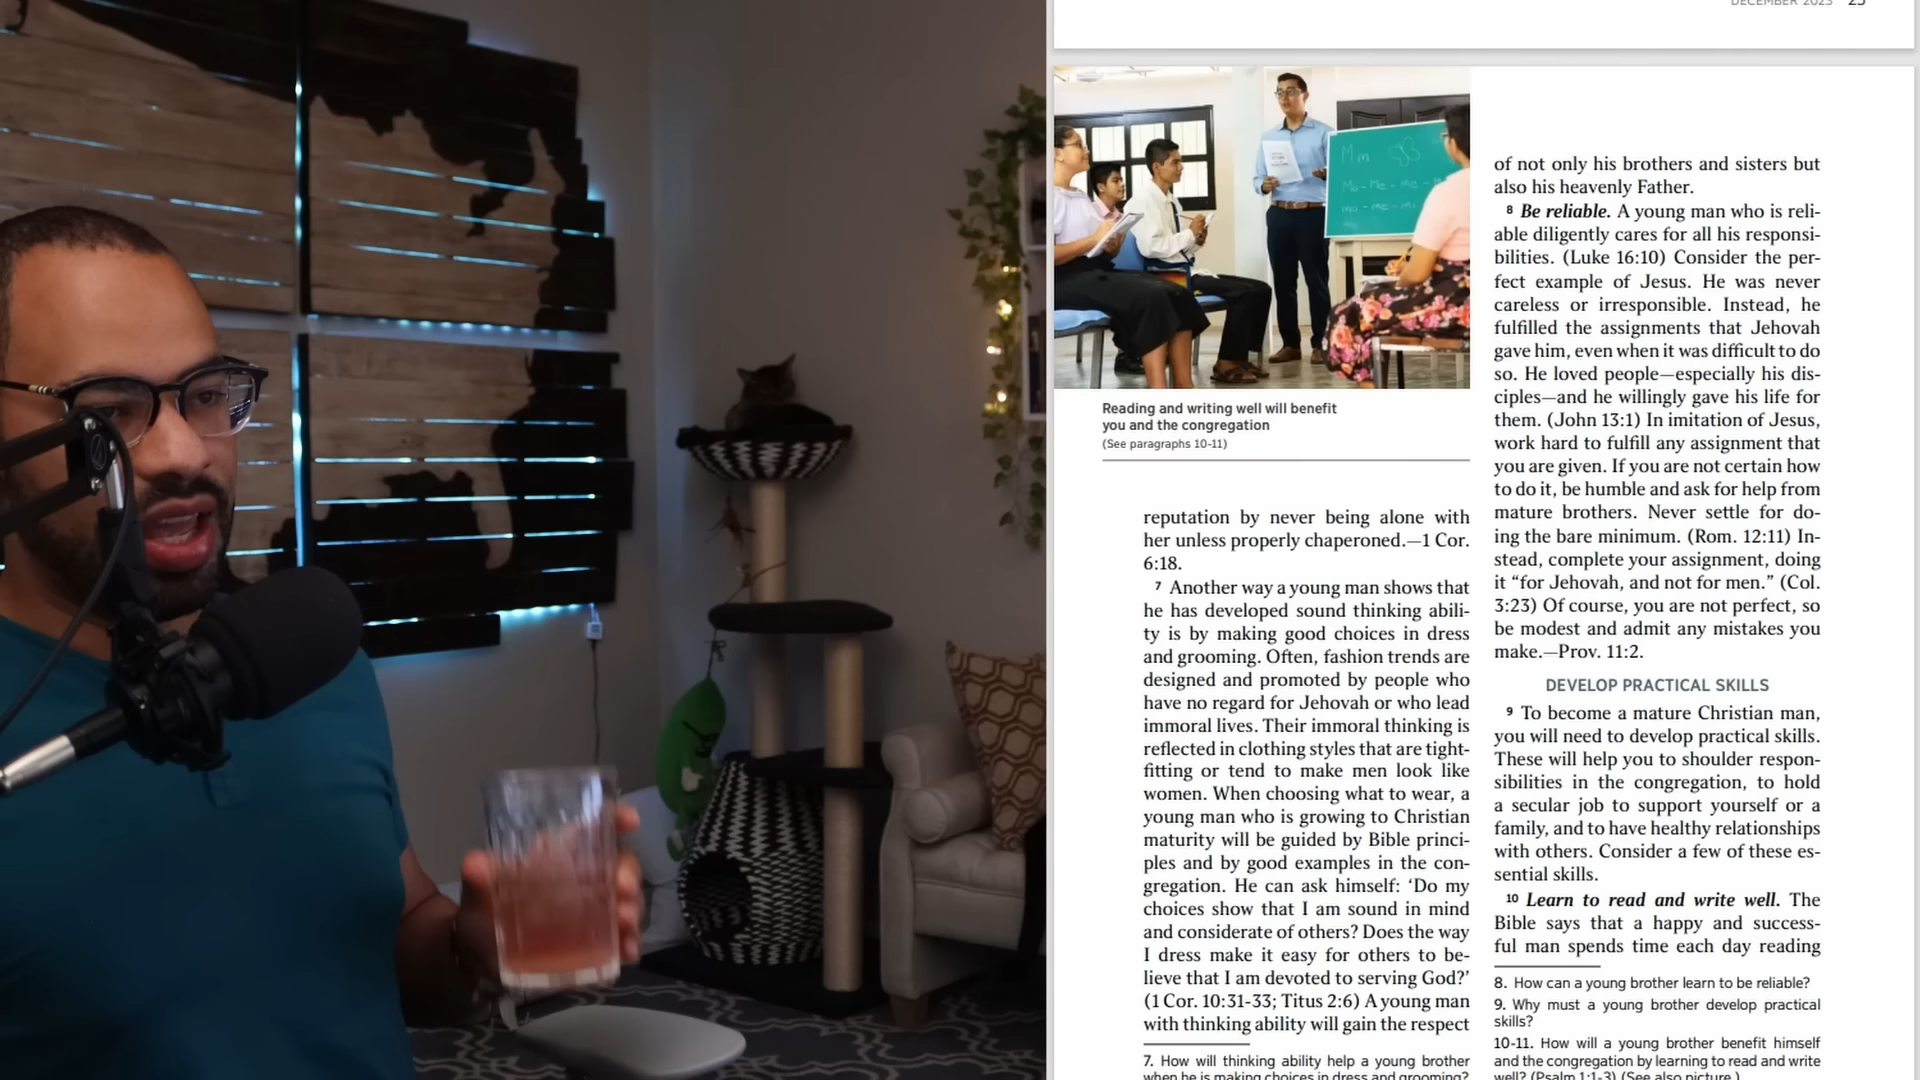 DECEMBER 2023 25
Reading and writing well will benefit
you and the congregation
(See paragraphs 10-11)
reputation by never being alone with
her unless properly chaperoned.—1 Cor.
6:18.
7 Another way a young man shows that
he has developed sound thinking abili-
ty is by making good choices in dress
and grooming. Often, fashion trends are
designed and promoted by people who
have no regard for Jehovah or who lead
immoral lives. Their immoral thinking is
reflected in clothing styles that are tight-
fitting or tend to make men look like
women. When choosing what to wear, a
young man who is growing to Christian
maturity will be guided by Bible princi-
ples and by good examples in the con-
gregation. He can ask himself: ‘Do my
choices show that I am sound in mind
and considerate of others? Does the way
I dress make it easy for others to be-
lieve that I am devoted to serving God?’
(1 Cor. 10:31-33; Titus 2:6) A young man
with thinking ability will gain the respect
7. How will thinking ability help a young brother
when he is making choices in dress and grooming?
of not only his brothers and sisters but
also his heavenly Father.
8 Be reliable. A young man who is reli-
able diligently cares for all his responsi-
bilities. (Luke 16:10) Consider the per-
fect example of Jesus. He was never
careless or irresponsible. Instead, he
fulfilled the assignments that Jehovah
gave him, even when it was difficult to do
so. He loved people—especially his dis-
ciples—and he willingly gave his life for
them. (John 13:1) In imitation of Jesus,
work hard to fulfill any assignment that
you are given. If you are not certain how
to do it, be humble and ask for help from
mature brothers. Never settle for do-
ing the bare minimum. (Rom. 12:11) In-
stead, complete your assignment, doing
it “for Jehovah, and not for men.” (Col.
3:23) Of course, you are not perfect, so
be modest and admit any mistakes you
make.—Prov. 11:2.
DEVELOP PRACTICAL SKILLS
9 To become a mature Christian man,
you will need to develop practical skills.
These will help you to shoulder respon-
sibilities in the congregation, to hold
a secular job to support yourself or a
family, and to have healthy relationships
with others. Consider a few of these es-
sential skills.
10 Learn to read and write well. The
Bible says that a happy and success-
ful man spends time each day reading
8. How can a young brother learn to be reliable?
9. Why must a young brother develop practical
skills?
10-11. How will a young brother benefit himself
and the congregation by learning to read and write
well? (Psalm 1:1-3) (See also picture.)